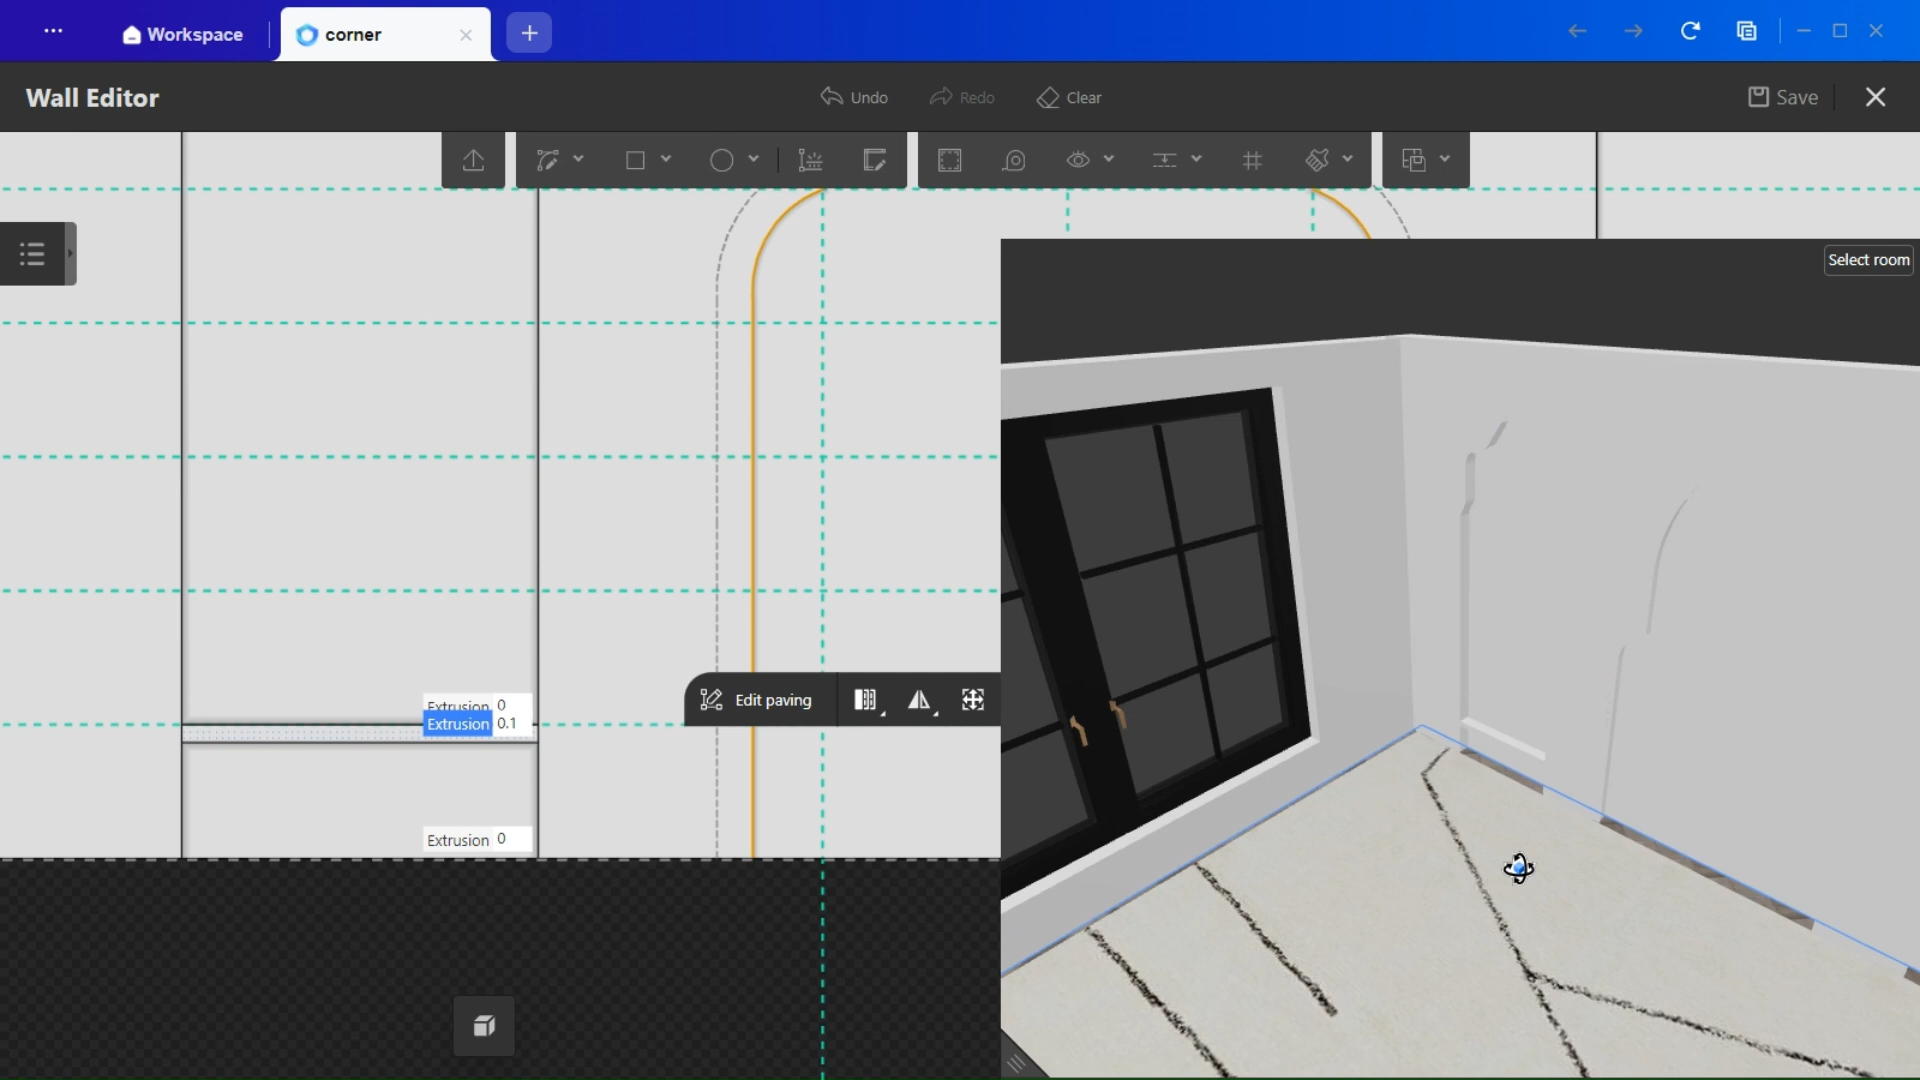 Workspace
corner
Wall Editor
Undo
Redo
Clear
Save
Select room
Edit paving
Extrusion 0
Extrusion 0.1
Extrusion 0